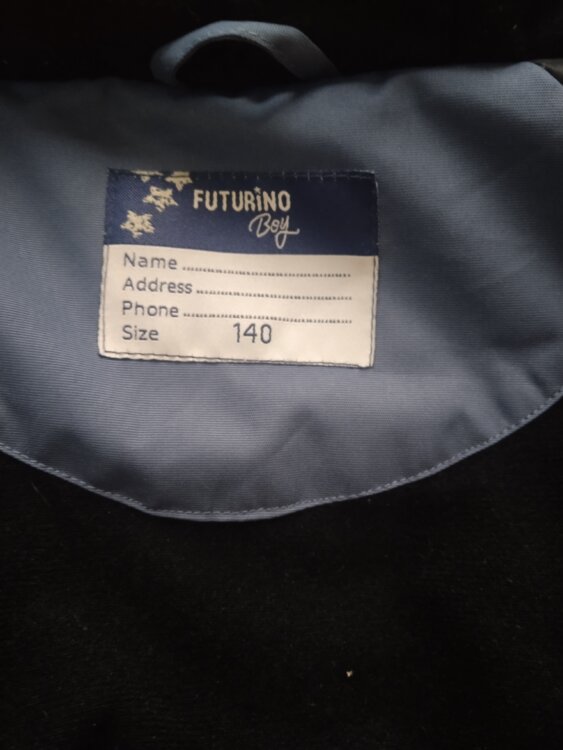 FUTURiNO
Boy
Name
Address
Phone
Size 140